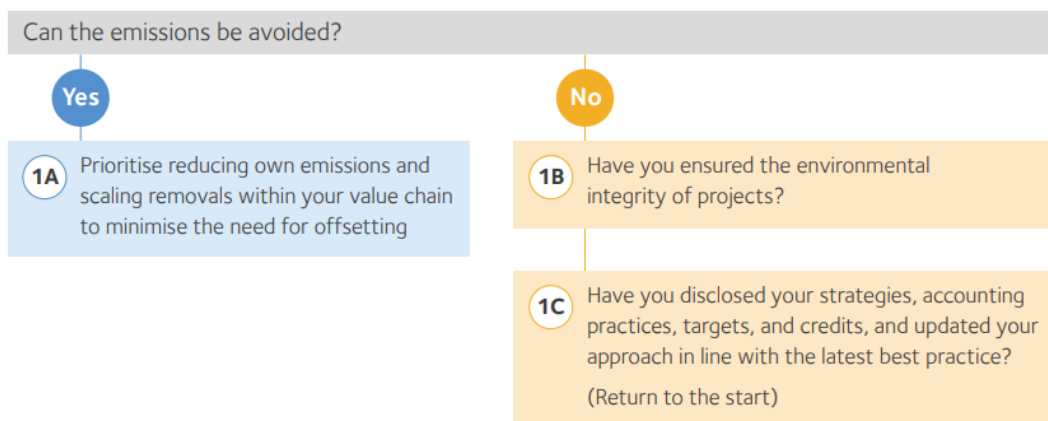 Can the emissions be avoided?
Yes
1A
Prioritise reducing own emissions and
scaling removals within your value chain
to minimise the need for offsetting
No
1B
Have you ensured the environmental
integrity of projects?
1C
Have you disclosed your strategies, accounting
practices, targets, and credits, and updated your
approach in line with the latest best practice?
(Return to the start)